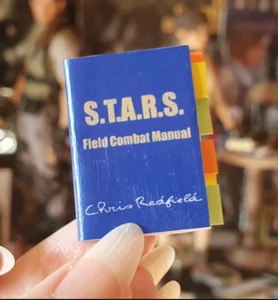 S.T.A.R.S.
Field Combat Manual
Chris Redfield